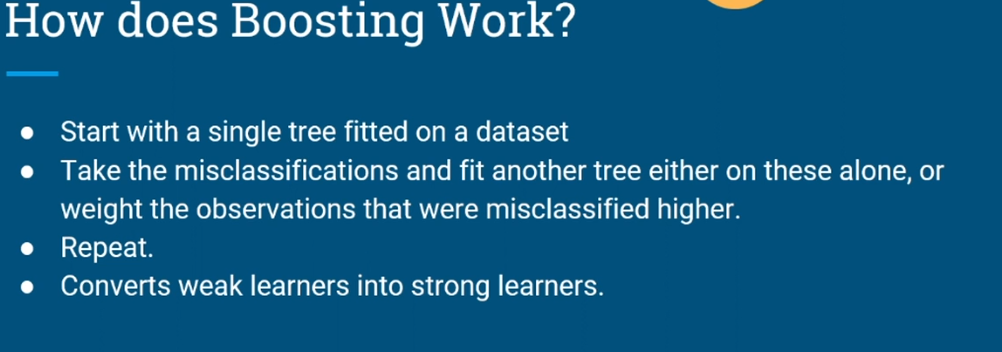 How does Boosting Work?
● Start with a single tree fitted on a dataset
● Take the misclassifications and fit another tree either on these alone, or
weight the observations that were misclassified higher.
● Repeat.
● Converts weak learners into strong learners.